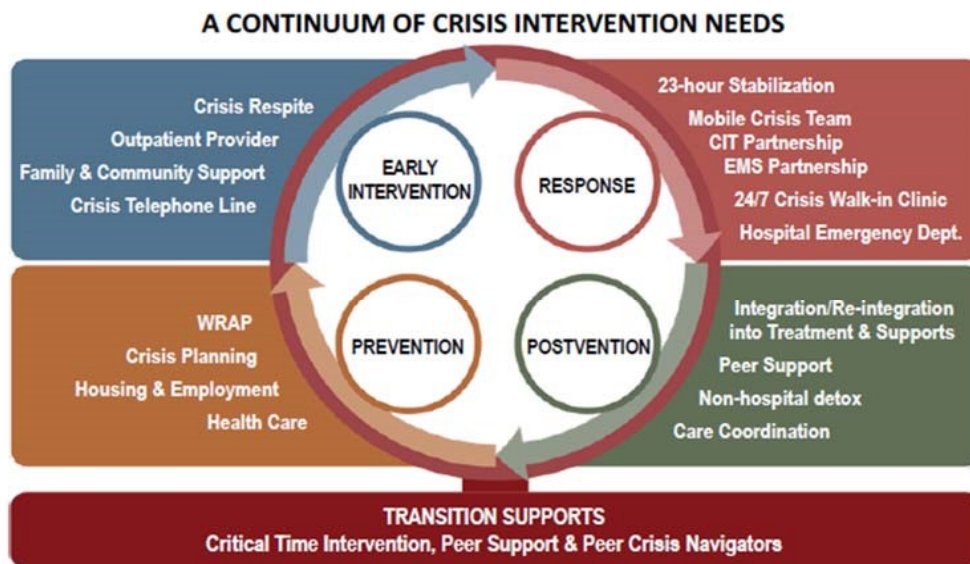 A CONTINUUM OF CRISIS INTERVENTION NEEDS
Crisis Respite
Outpatient Provider
Family & Community Support
Crisis Telephone Line
EARLY
INTERVENTION
RESPONSE
23-hour Stabilization
Mobile Crisis Team
CIT Partnership
EMS Partnership
24/7 Crisis Walk-in Clinic
Hospital Emergency Dept.
WRAP
Crisis Planning
Housing & Employment
Health Care
PREVENTION
POSTVENTION
Integration/Re-integration
into Treatment & Supports
Peer Support
Non-hospital detox
Care Coordination
TRANSITION SUPPORTS
Critical Time Intervention, Peer Support & Peer Crisis Navigators